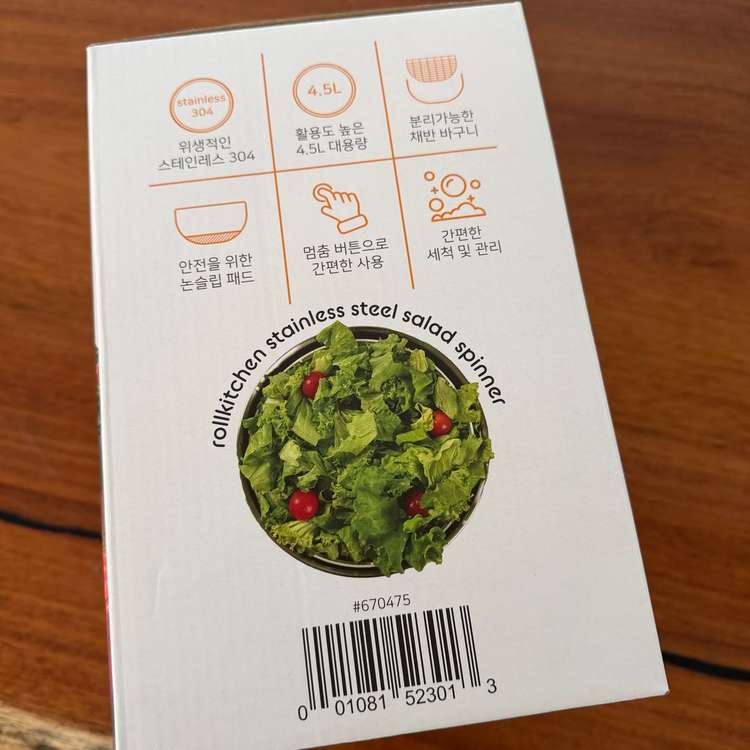 stainless
304
위생적인
스테인레스 304
4.5L
활용도 높은
4.5L 대용량
분리가능한
채반 바구니
안전을 위한
논슬립 패드
멈춤 버튼으로
간편한 사용
간편한
세척 및 관리
rollkitchen stainless steel salad spinner
#670475
0 01081 52301 3